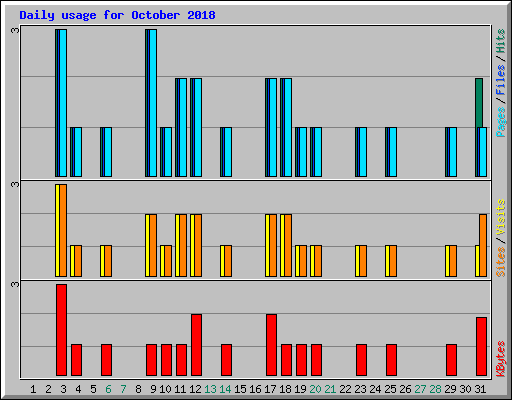 Daily usage for October 2018
3
Pages / Files / Hits
3
Sites / Visits
3
KBytes
1 2 3 4 5 6 7 8 9 10 11 12 13 14 15 16 17 18 19 20 21 22 23 24 25 26 27 28 29 30 31